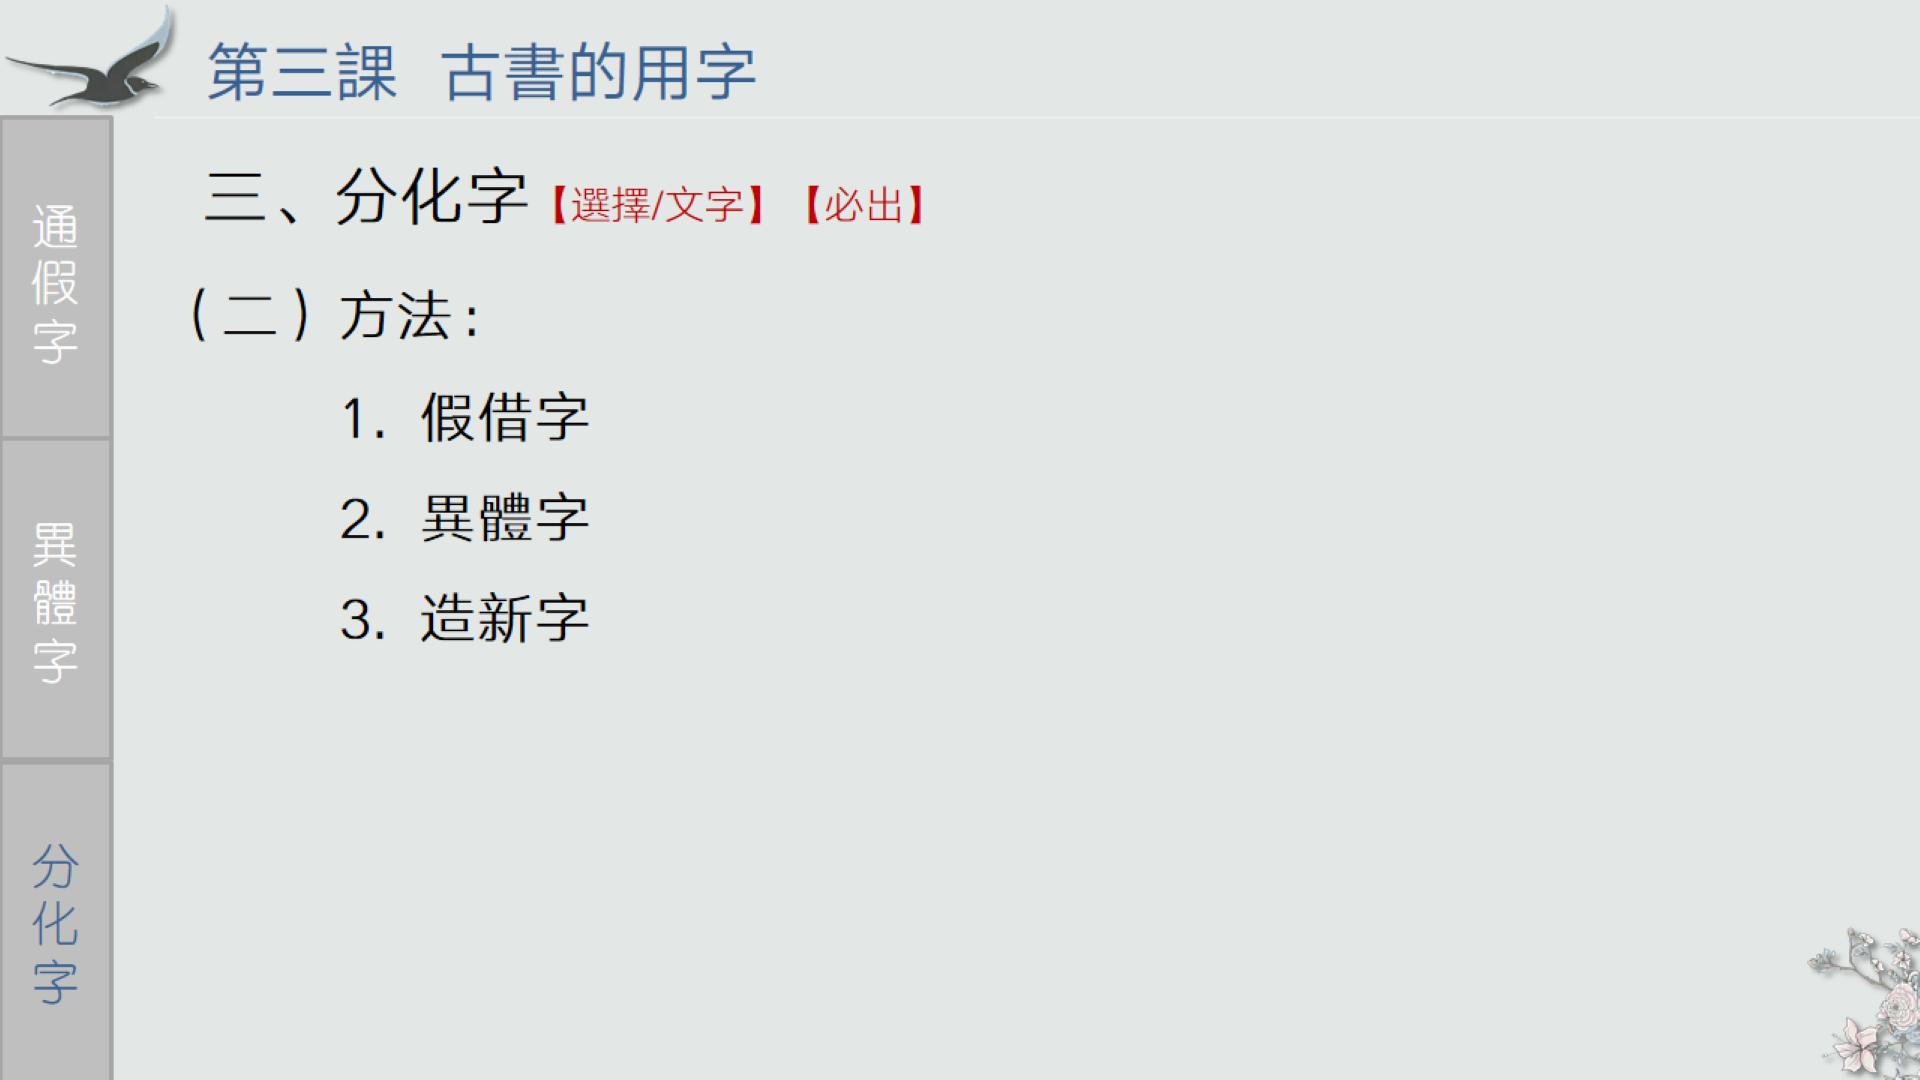 第三課 古書的用字
通假字
異體字
分化字
三、分化字【選擇/文字】【必出】
（二）方法：
1. 假借字
2. 異體字
3. 造新字